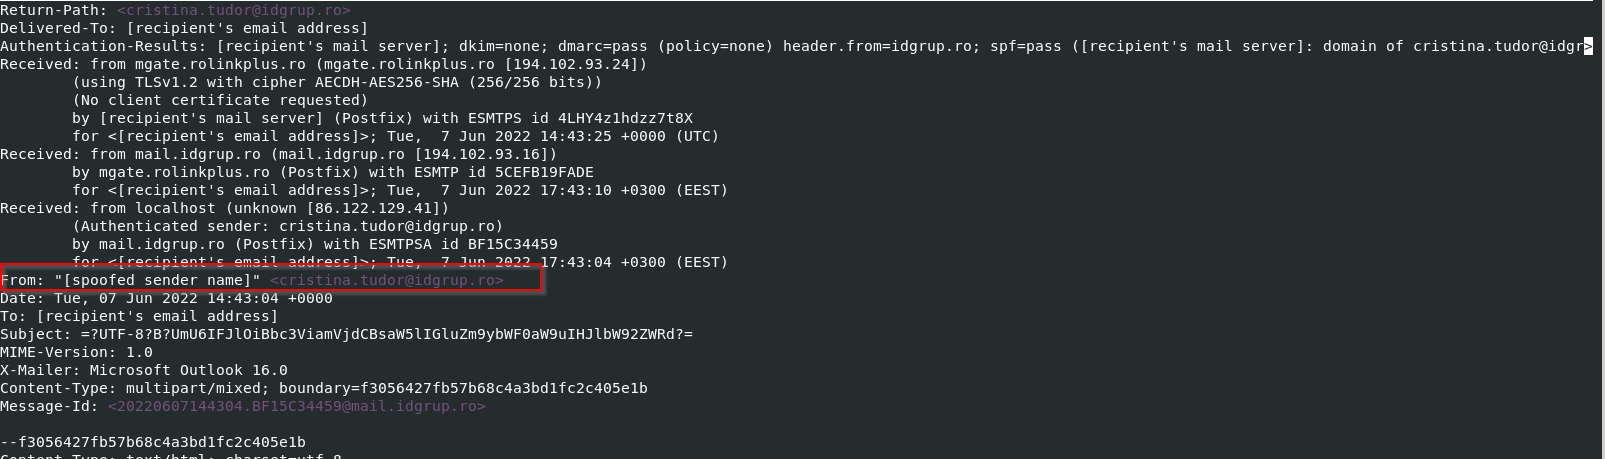 Return-Path: <cristina.tudor@idgrup.ro>
Delivered-To: [recipient's email address]
Authentication-Results: [recipient's mail server]; dkim=none; dmarc=pass (policy=none) header.from=idgrup.ro; spf=pass ([recipient's mail server]: domain of cristina.tudor@idgr>
Received: from mgate.rolinkplus.ro (mgate.rolinkplus.ro [194.102.93.24])
(using TLSv1.2 with cipher AECDH-AES256-SHA (256/256 bits))
(No client certificate requested)
by [recipient's mail server] (Postfix) with ESMTPS id 4LHY4z1hdzz7t8X
for <[recipient's email address]>; Tue,  7 Jun 2022 14:43:25 +0000 (UTC)
Received: from mail.idgrup.ro (mail.idgrup.ro [194.102.93.16])
by mgate.rolinkplus.ro (Postfix) with ESMTP id 5CEFB19FADE
for <[recipient's email address]>; Tue,  7 Jun 2022 17:43:10 +0300 (EEST)
Received: from localhost (unknown [86.122.129.41])
(Authenticated sender: cristina.tudor@idgrup.ro)
by mail.idgrup.ro (Postfix) with ESMTPSA id BF15C34459
for <[recipient's email address]>; Tue,  7 Jun 2022 17:43:04 +0300 (EEST)
From: "[spoofed sender name]" <cristina.tudor@idgrup.ro>
Date: Tue, 07 Jun 2022 14:43:04 +0000
To: [recipient's email address]
Subject: =?UTF-8?B?UmU6IFJlOiBbc3ViamVjdCBsaW5lIGluZm9ybWF0aW9uIHJlbW92ZWRd?=
MIME-Version: 1.0
X-Mailer: Microsoft Outlook 16.0
Content-Type: multipart/mixed; boundary=f3056427fb57b68c4a3bd1fc2c405e1b
Message-Id: <20220607144304.BF15C34459@mail.idgrup.ro>
--f3056427fb57b68c4a3bd1fc2c405e1b
Content-Type: text/html; charset=utf-8